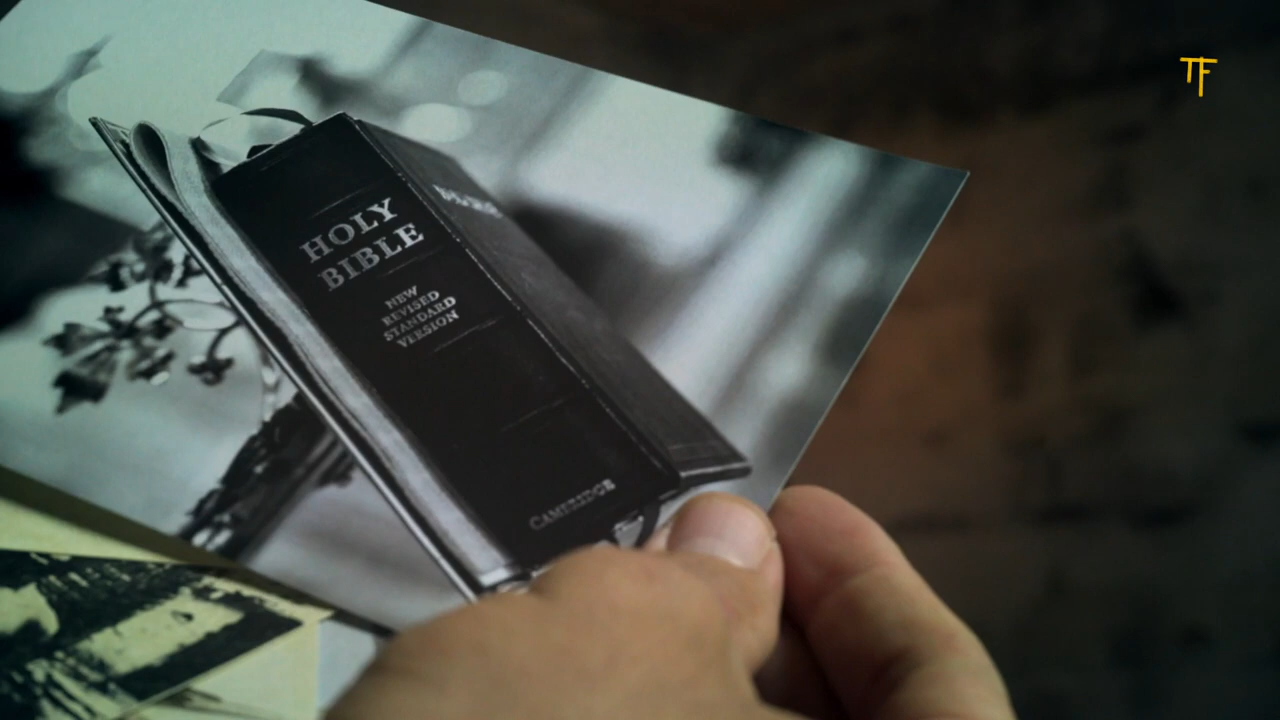 TF
HOLY
BIBLE
NEW
REVISED
STANDARD
VERSION
CAMBRIDGE